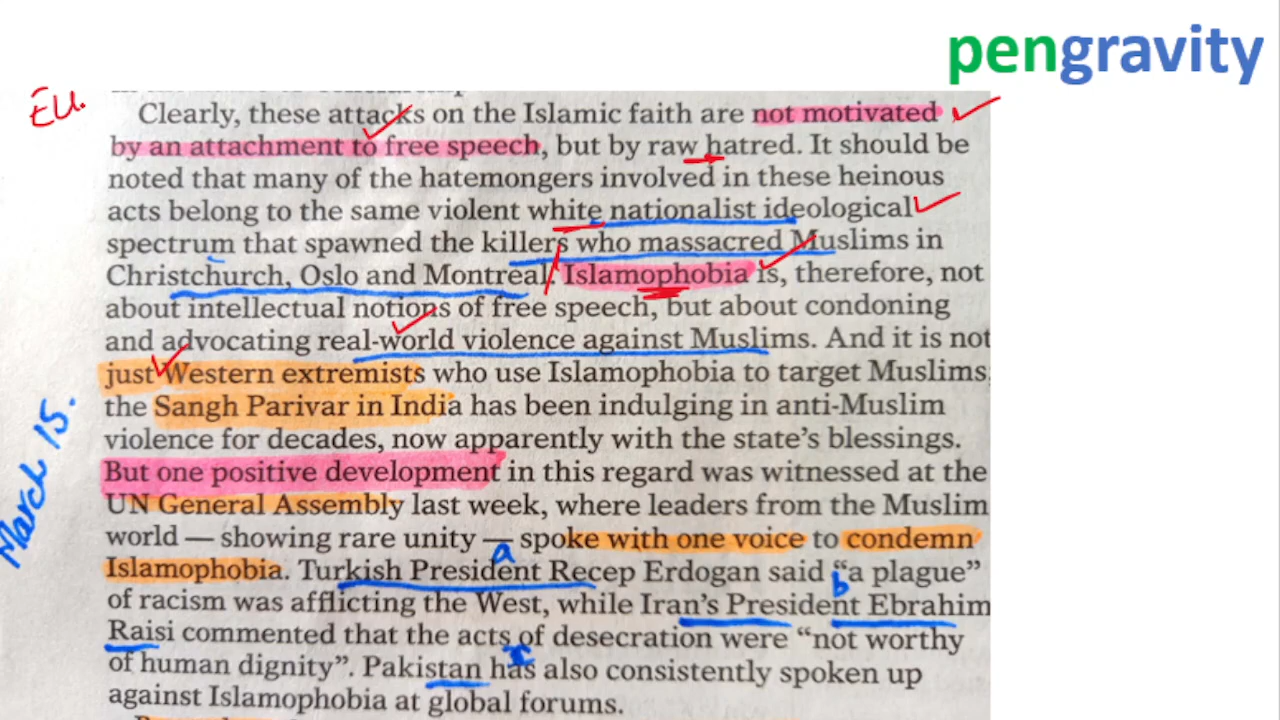 pengravity
EU.
Clearly, these attacks on the Islamic faith are not motivated
by an attachment to free speech, but by raw hatred. It should be
noted that many of the hatemongers involved in these heinous
acts belong to the same violent white nationalist ideological
spectrum that spawned the killers who massacred Muslims in
Christchurch, Oslo and Montreal. Islamophobia is, therefore, not
about intellectual notions of free speech, but about condoning
and advocating real-world violence against Muslims. And it is not
just Western extremists who use Islamophobia to target Muslims,
the Sangh Parivar in India has been indulging in anti-Muslim
March 15.
violence for decades, now apparently with the state's blessings.
But one positive development in this regard was witnessed at the
UN General Assembly last week, where leaders from the Muslim
world — showing rare unity — spoke with one voice to condemn
a
Islamophobia. Turkish President Recep Erdogan said “a plague”
b
of racism was afflicting the West, while Iran's President Ebrahim
Raisi commented that the acts of desecration were “not worthy
of human dignity”. Pakistan has also consistently spoken up
against Islamophobia at global forums.